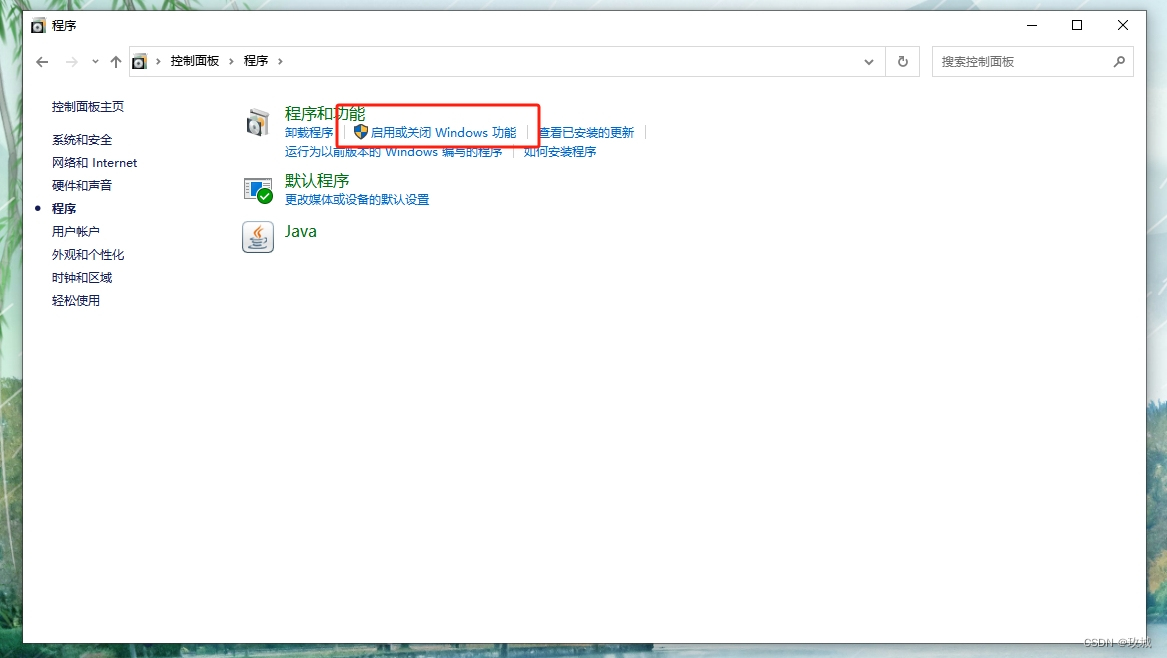 程序
控制面板 程序
搜索控制面板
控制面板主页
系统和安全
网络和 Internet
硬件和声音
程序
用户帐户
外观和个性化
时钟和区域
轻松使用
程序和功能
卸载程序 启用或关闭 Windows 功能 查看已安装的更新
运行为以前版本的 Windows 编写的程序 如何安装程序
默认程序
更改媒体或设备的默认设置
Java
CSDN @玖城